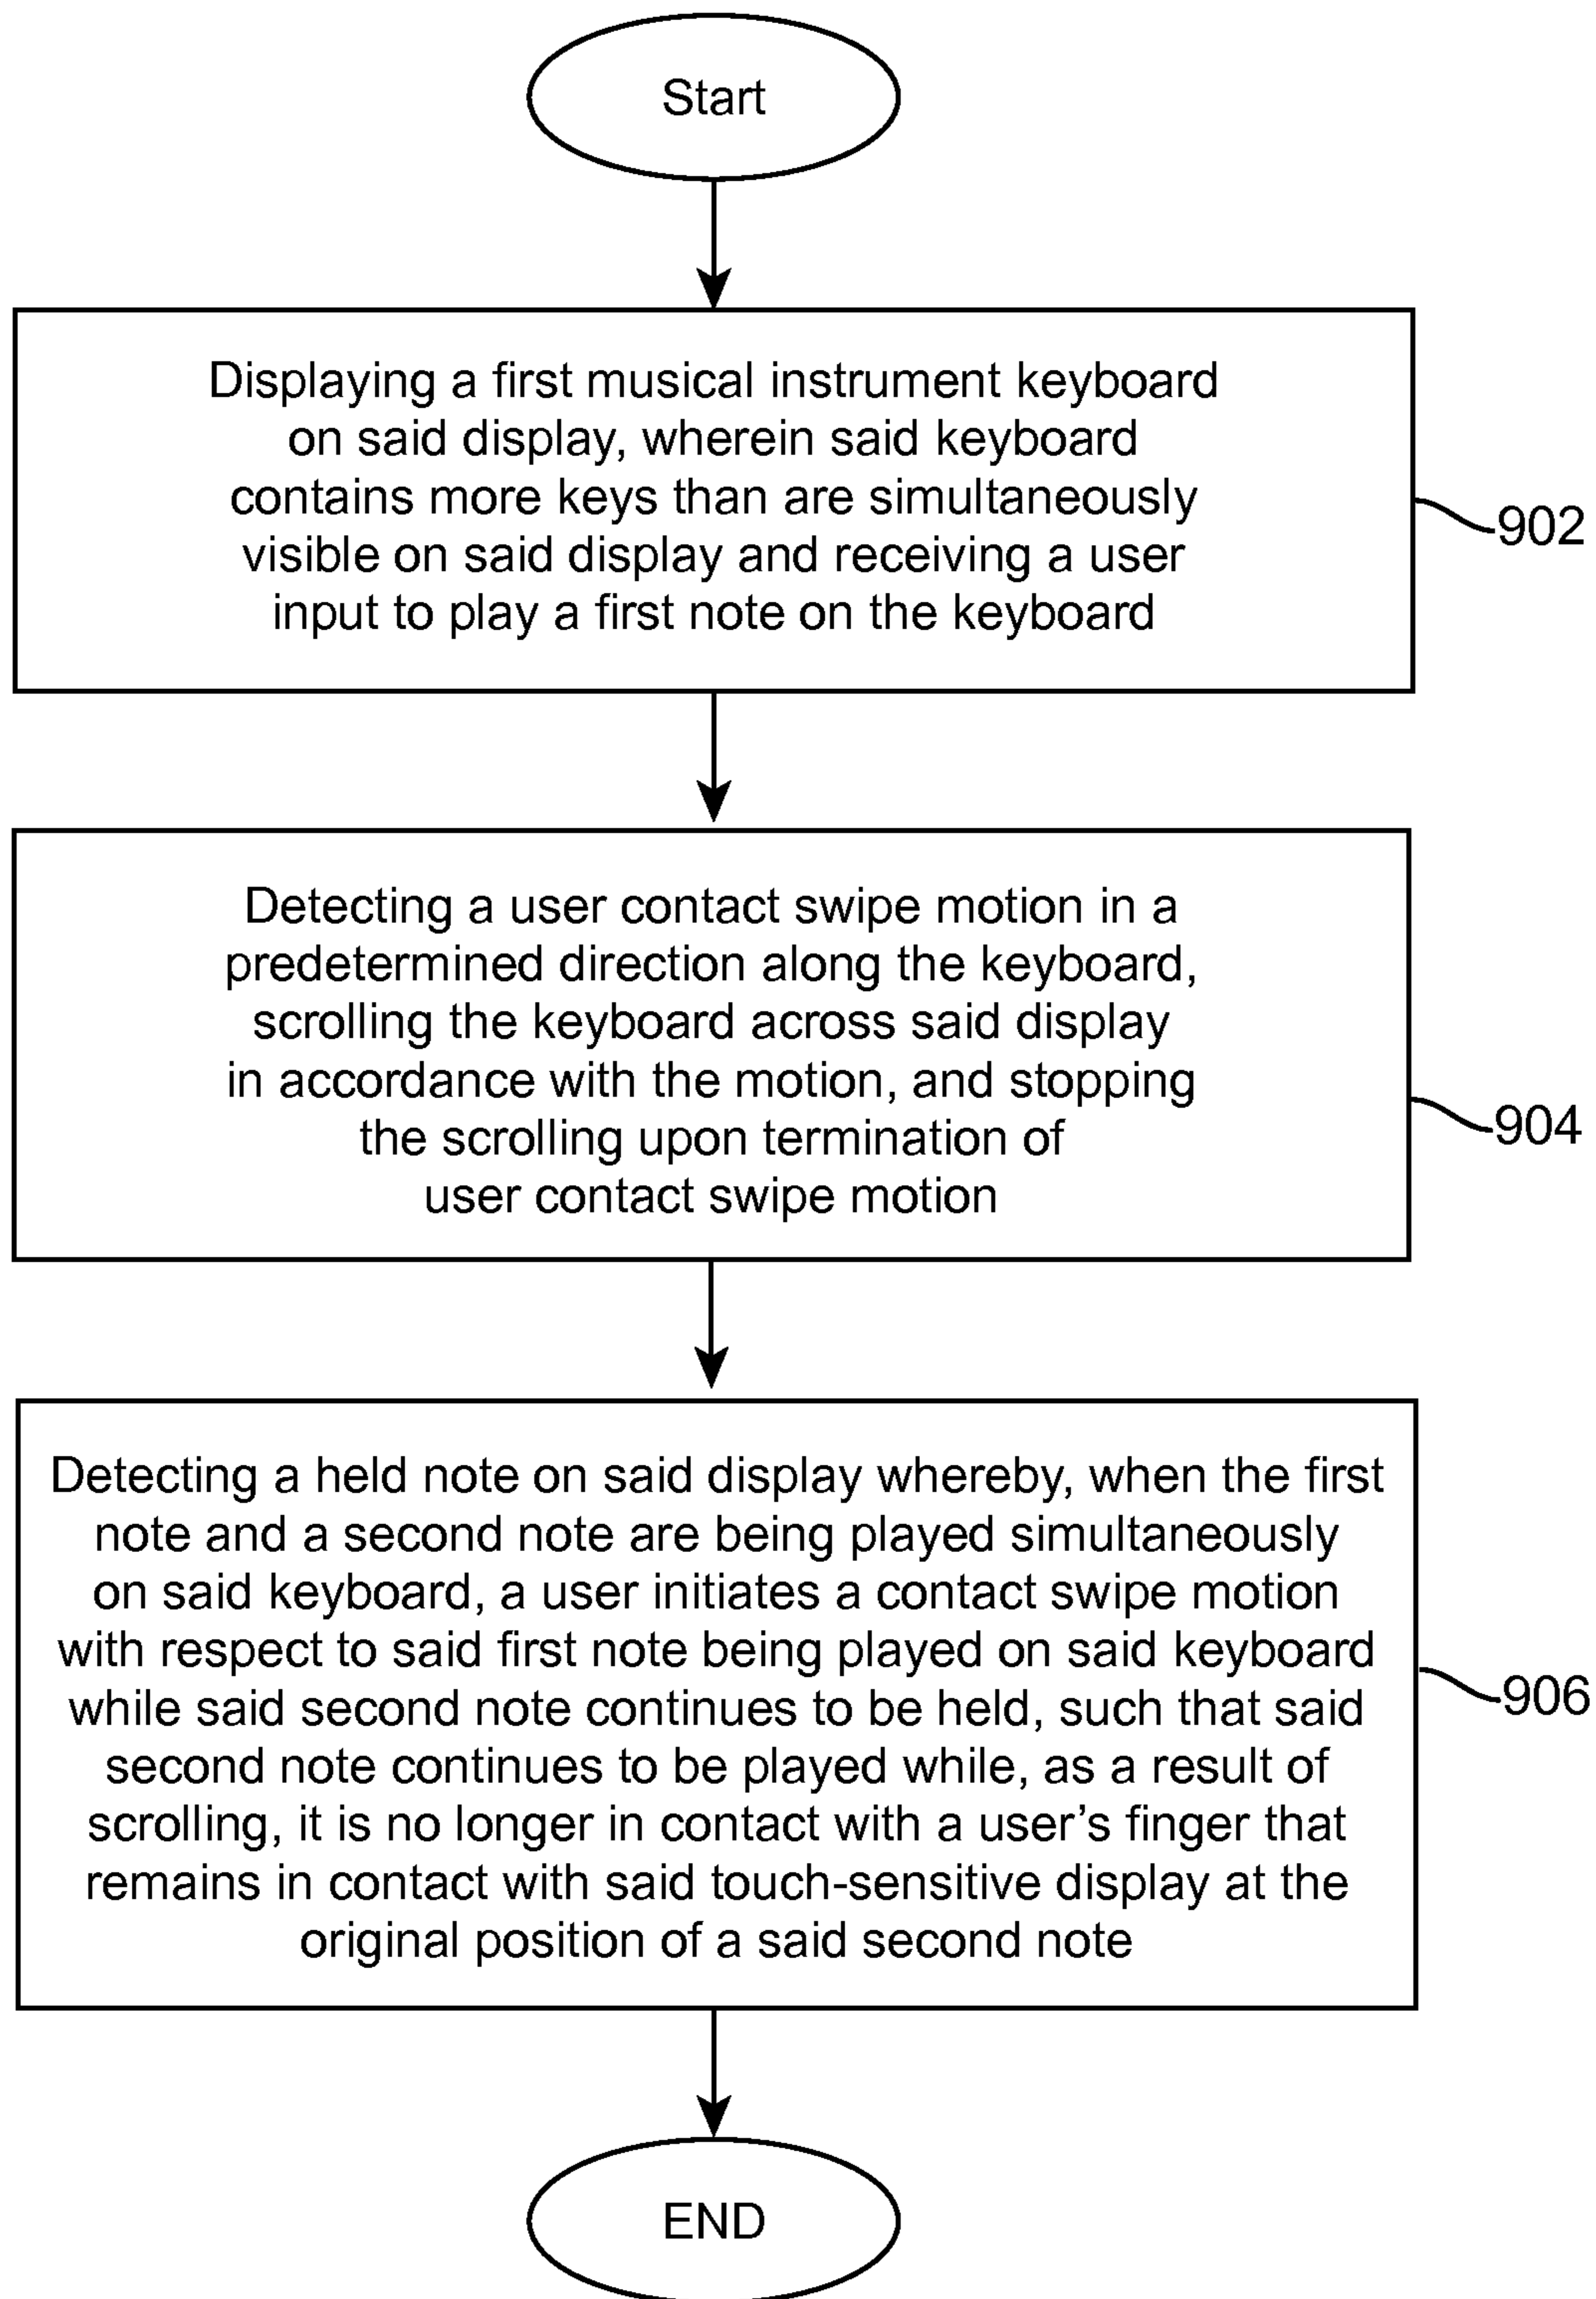 Start
Displaying a first musical instrument keyboard
on said display, wherein said keyboard
contains more keys than are simultaneously
visible on said display and receiving a user
input to play a first note on the keyboard
902
Detecting a user contact swipe motion in a
predetermined direction along the keyboard,
scrolling the keyboard across said display
in accordance with the motion, and stopping
the scrolling upon termination of
user contact swipe motion
904
Detecting a held note on said display whereby, when the first
note and a second note are being played simultaneously
on said keyboard, a user initiates a contact swipe motion
with respect to said first note being played on said keyboard
while said second note continues to be held, such that said
second note continues to be played while, as a result of
scrolling, it is no longer in contact with a user’s finger that
remains in contact with said touch-sensitive display at the
original position of a said second note
906
END